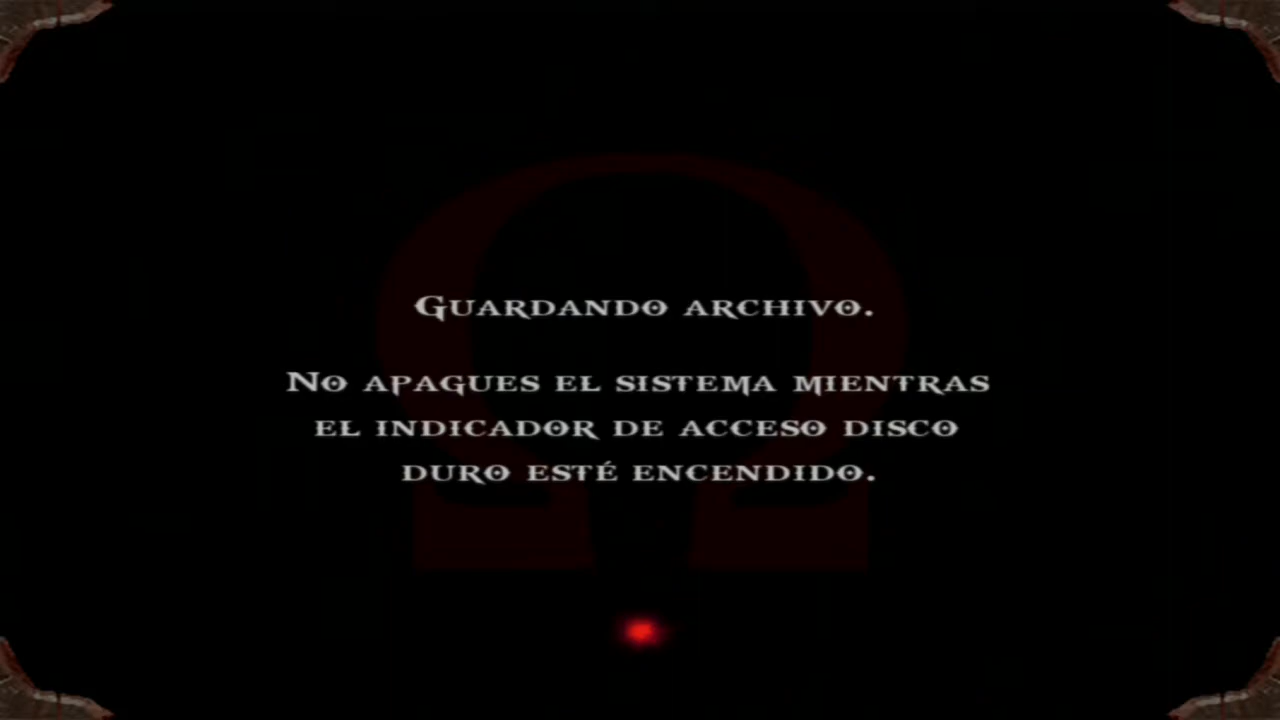 Guardando archivo.
No apagues el sistema mientras
el indicador de acceso disco
duro esté encendido.